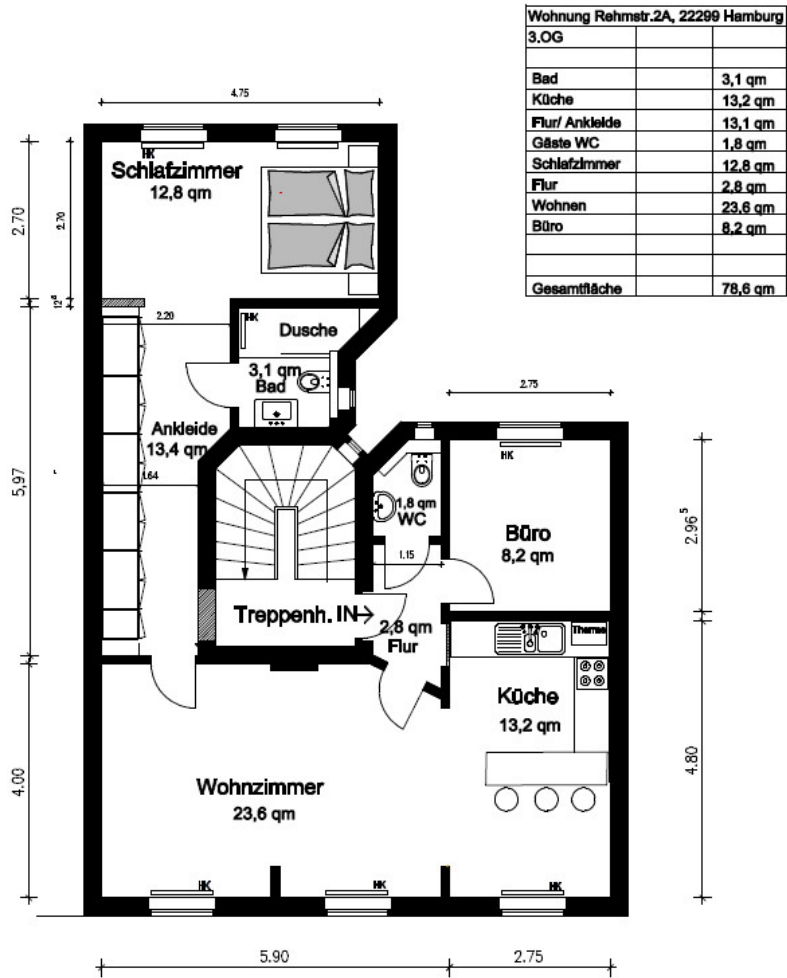 Wohnung Rehmstr.2A, 22299 Hamburg
3.OG
Bad 3,1 qm
Küche 13,2 qm
Flur/ Ankleide 13,1 qm
Gäste WC 1,8 qm
Schlafzimmer 12,8 qm
Flur 2,8 qm
Wohnen 23,6 qm
Büro 8,2 qm
Gesamtfläche 78,6 qm
4.75
HK
Schlafzimmer
12,8 qm
2.70
2.70
12⁵
2.20
HK
Dusche
3,1 qm
Bad
2.75
Ankleide
13,4 qm
HK
5,97
1.64
1,8 qm
WC
Büro
8,2 qm
2.96⁵
1.15
Treppenh. IN
2,8 qm
Flur
Therme
Küche
13,2 qm
4.00
4.80
Wohnzimmer
23,6 qm
HK
HK
HK
5.90
2.75